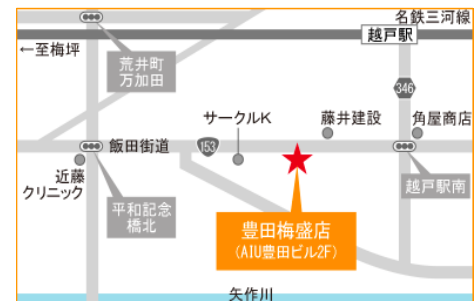 名鉄三河線
越戸駅
←至梅坪
荒井町
万加田
346
サークルK
藤井建設
角屋商店
飯田街道
153
近藤
クリニック
越戸駅南
平和記念
橋北
豊田梅盛店
(AIU豊田ビル2F)
矢作川